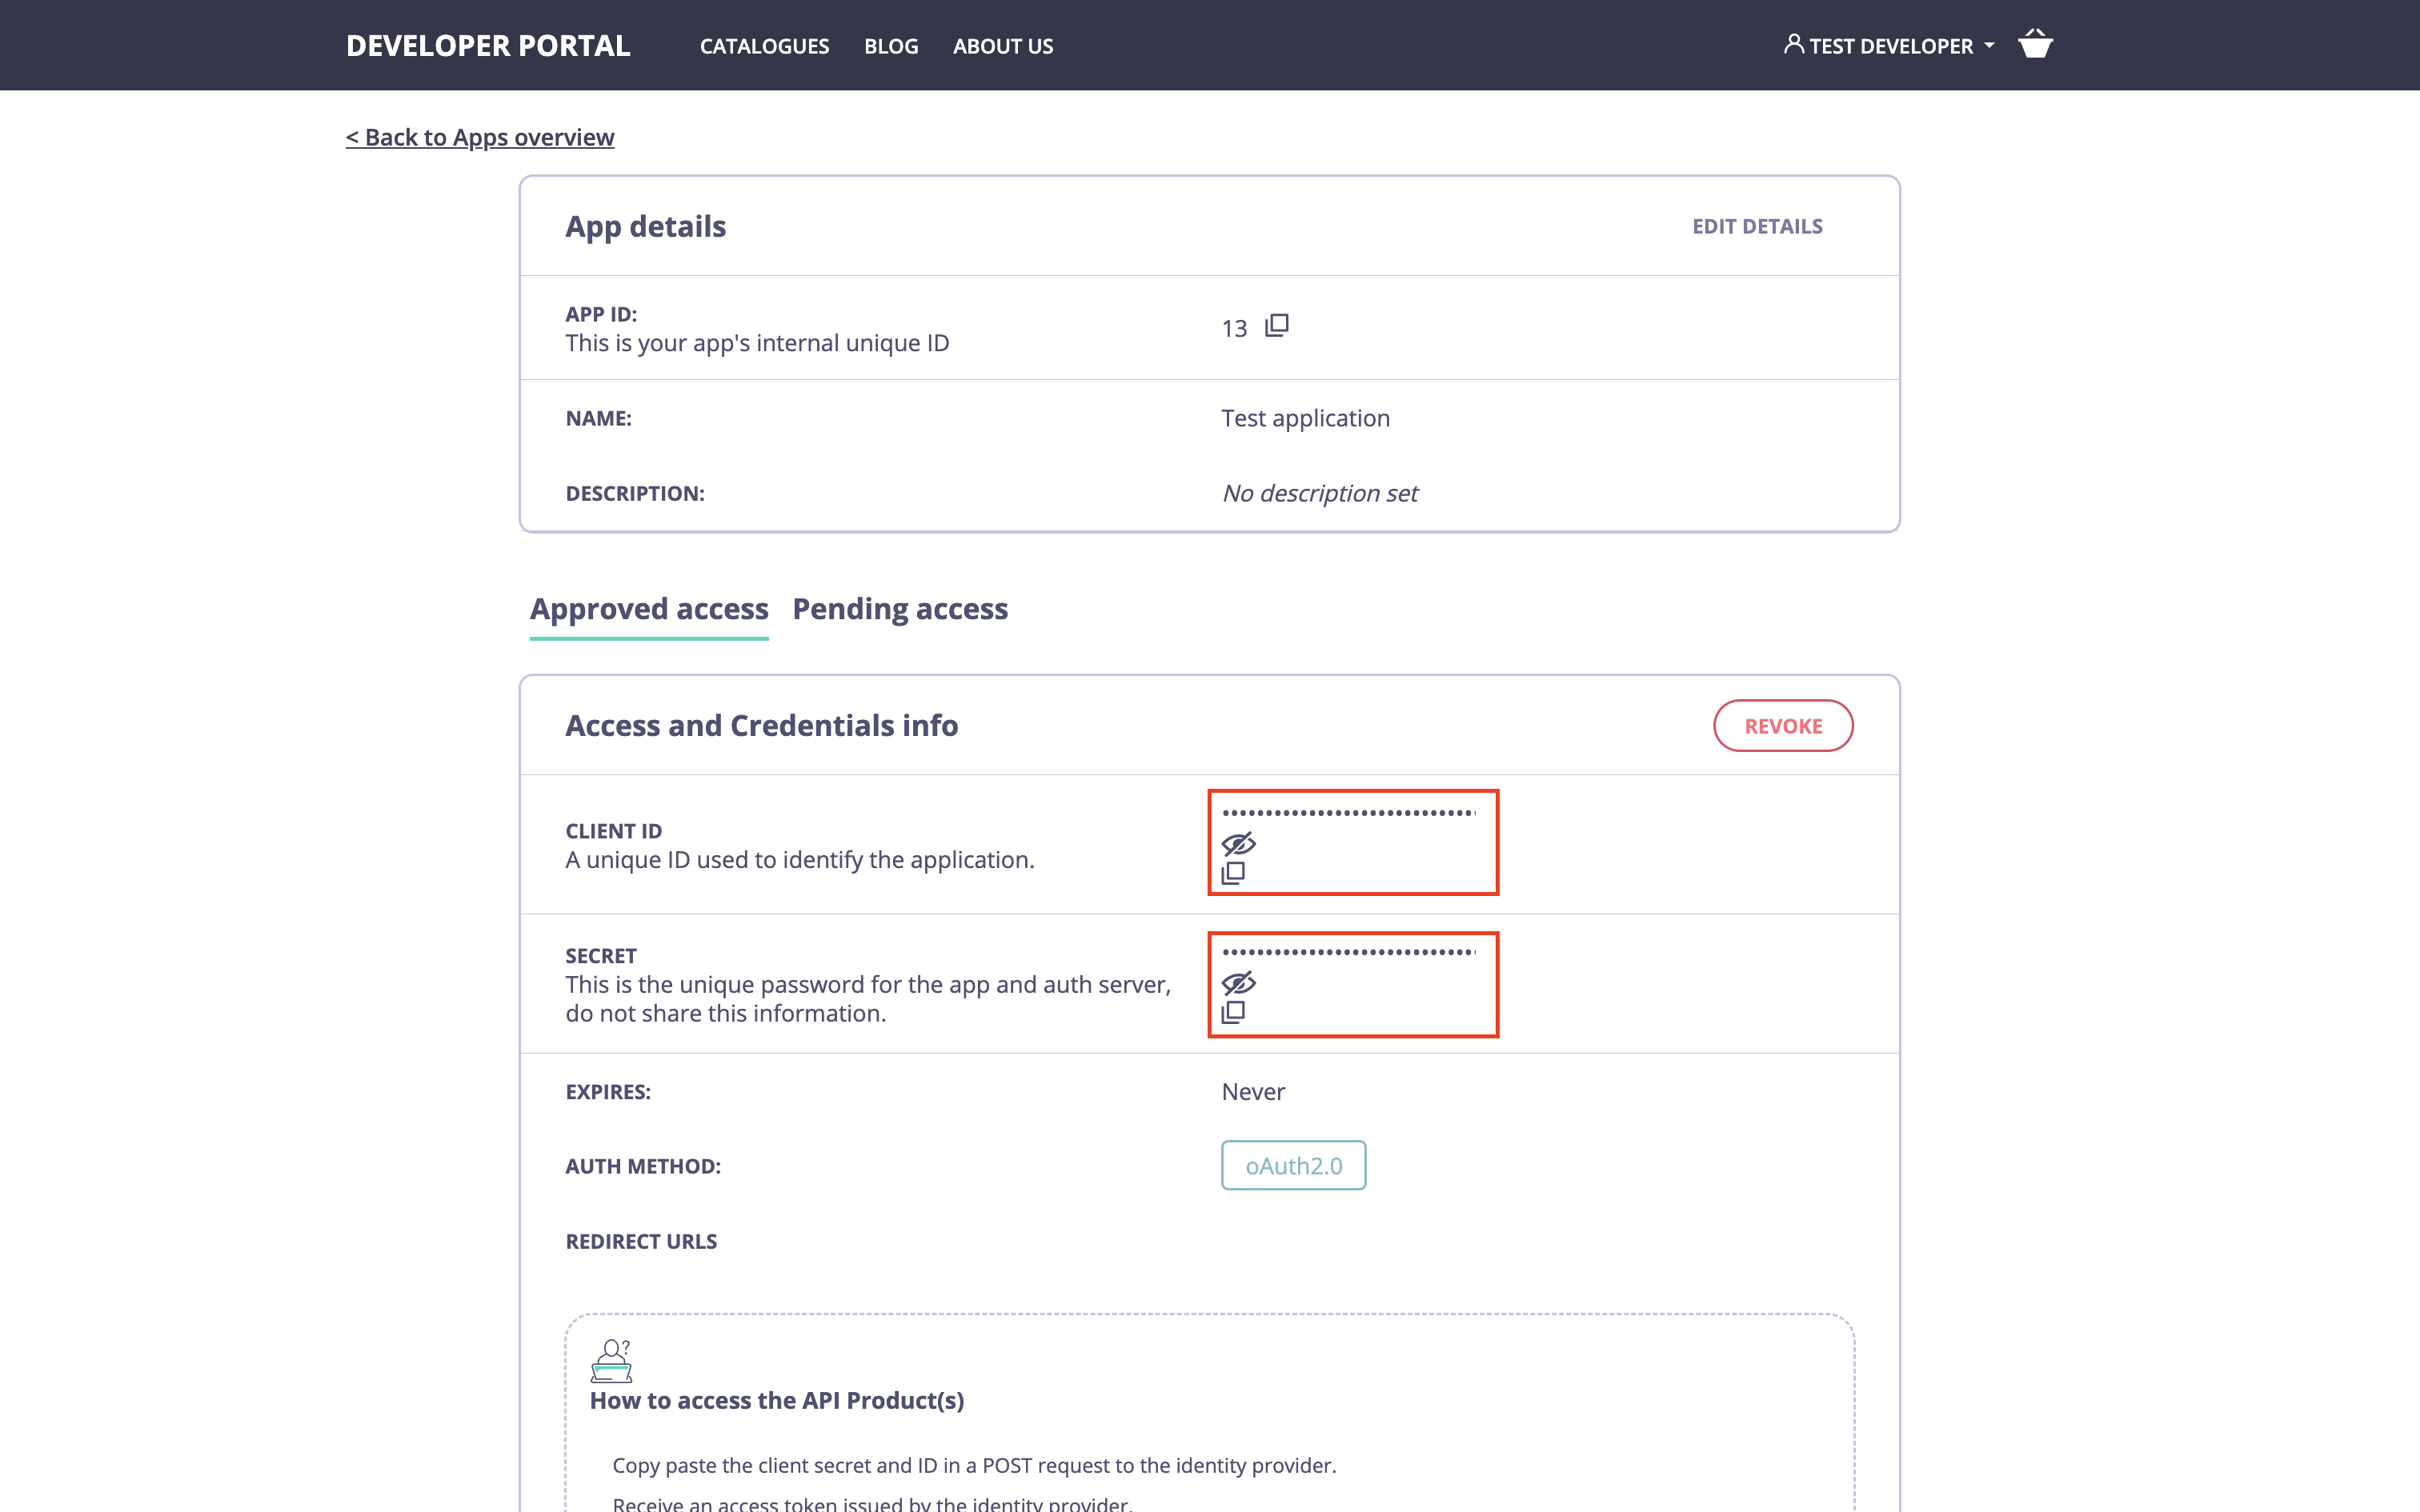 DEVELOPER PORTAL CATALOGUES BLOG ABOUT US TEST DEVELOPER
< Back to Apps overview
App details EDIT DETAILS
APP ID:
This is your app's internal unique ID
13
NAME: Test application
DESCRIPTION: No description set
Approved access Pending access
Access and Credentials info REVOKE
CLIENT ID
A unique ID used to identify the application.
SECRET
This is the unique password for the app and auth server,
do not share this information.
EXPIRES: Never
AUTH METHOD: oAuth2.0
REDIRECT URLS
How to access the API Product(s)
Copy paste the client secret and ID in a POST request to the identity provider.
Receive an access token issued by the identity provider.